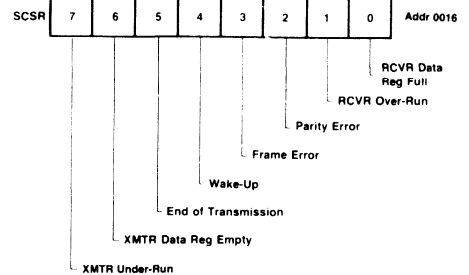 SCSR 7 6 5 4 3 2 1 0 Addr 0016
RCVR Data
Reg Full
RCVR Over-Run
Parity Error
Frame Error
Wake-Up
End of Transmission
XMTR Data Reg Empty
XMTR Under-Run